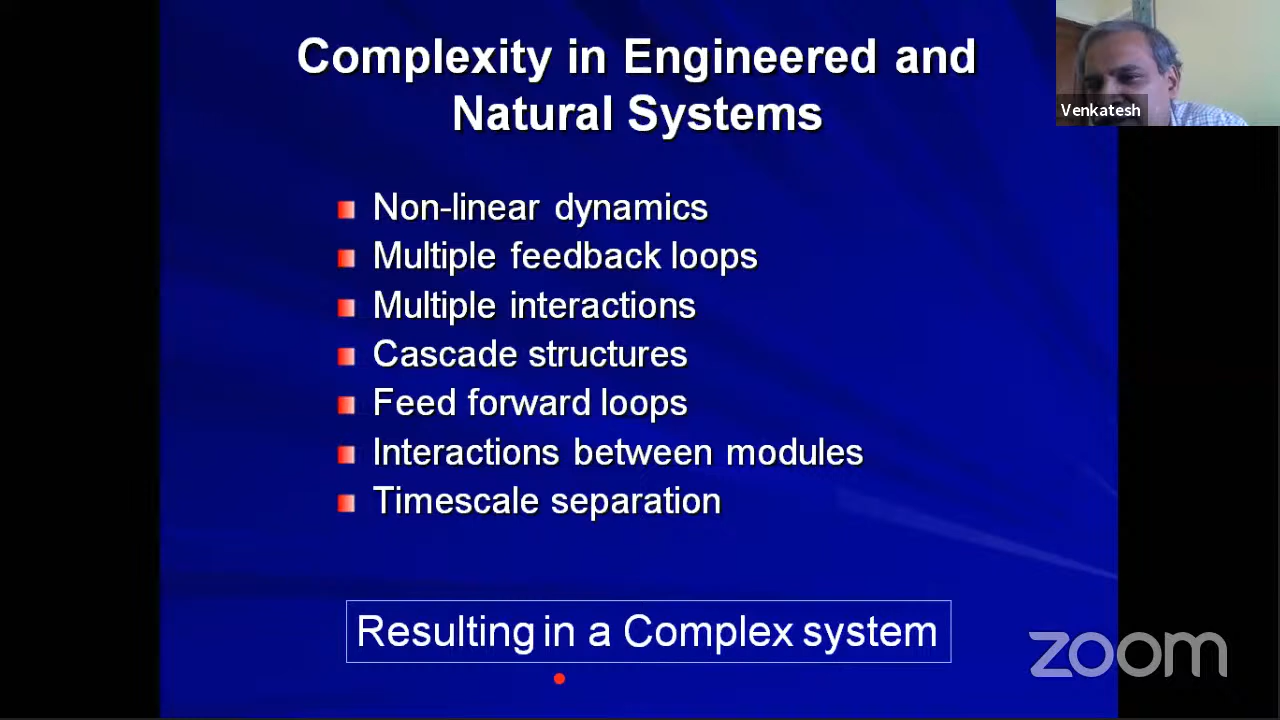 Complexity in Engineered and
Natural Systems
Venkatesh
Non-linear dynamics
Multiple feedback loops
Multiple interactions
Cascade structures
Feed forward loops
Interactions between modules
Timescale separation
Resulting in a Complex system
zoom